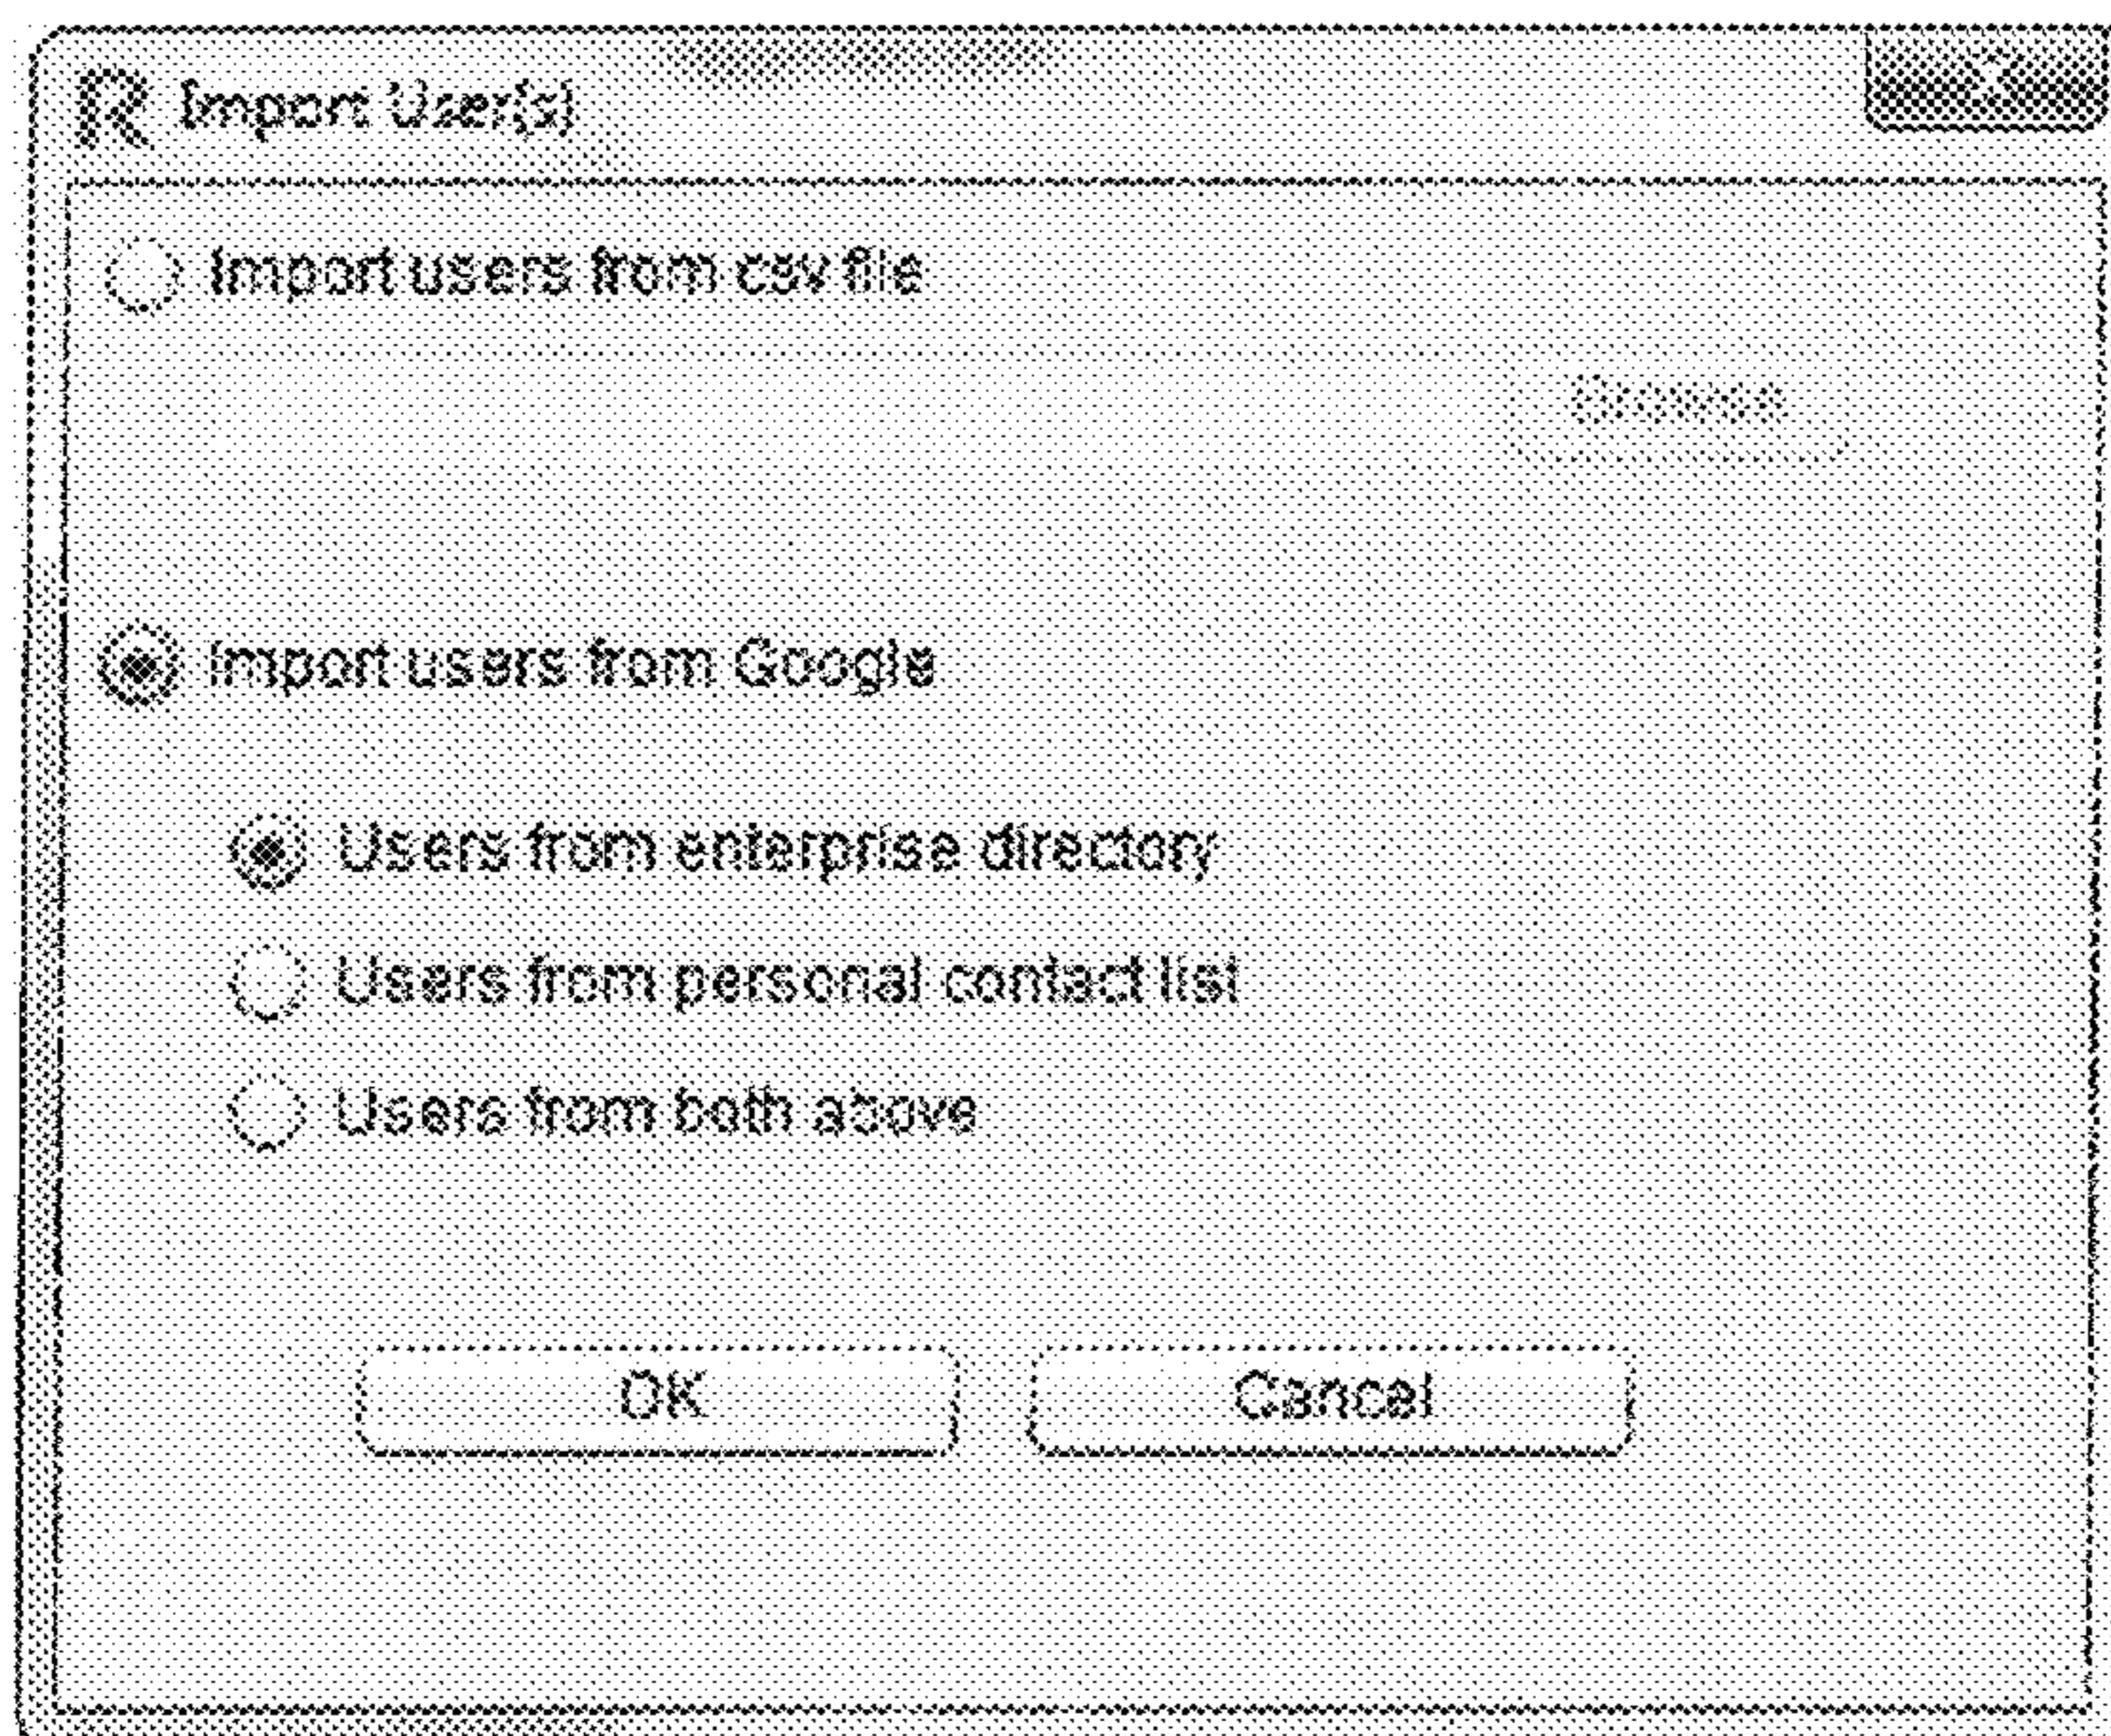 R Import User(s)
X
Import users from csv file
Browse
Import users from Google
Users from enterprise directory
Users from personal contact list
Users from both above
OK
Cancel